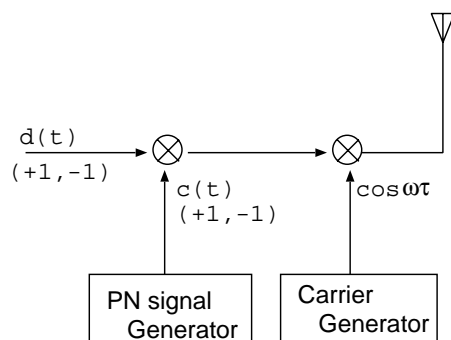 d(t)
(+1,-1)
c(t)
(+1,-1)
cosωτ
PN signal
Generator
Carrier
Generator